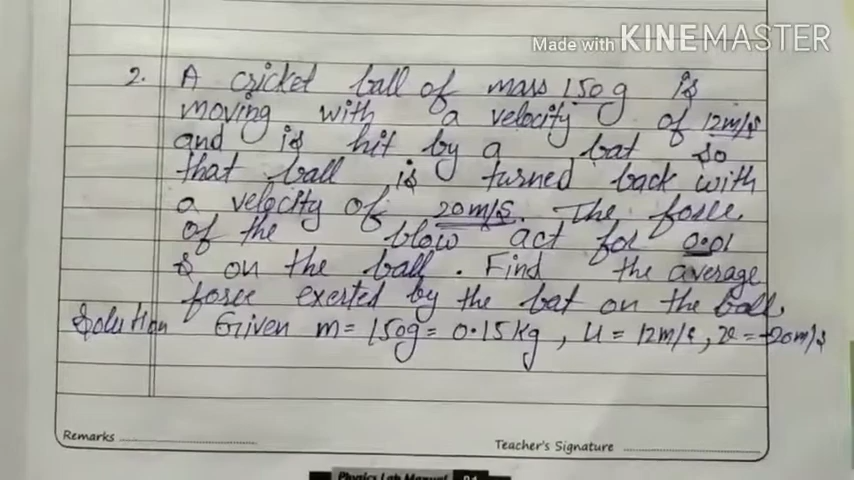 Made with KINEMASTER
2. A cricket ball of mass 150 g is
moving with a velocity of 12m/s
and is hit by a bat so
that ball is turned back with
a velocity of 20m/s. The force
of the blow act for 0.01
s on the ball. Find the average
force exerted by the bat on the ball.
Solution Given m = 150g = 0.15 kg, u = 12m/s, v = -20m/s
Remarks
Teacher's Signature
Physics Lab Manual